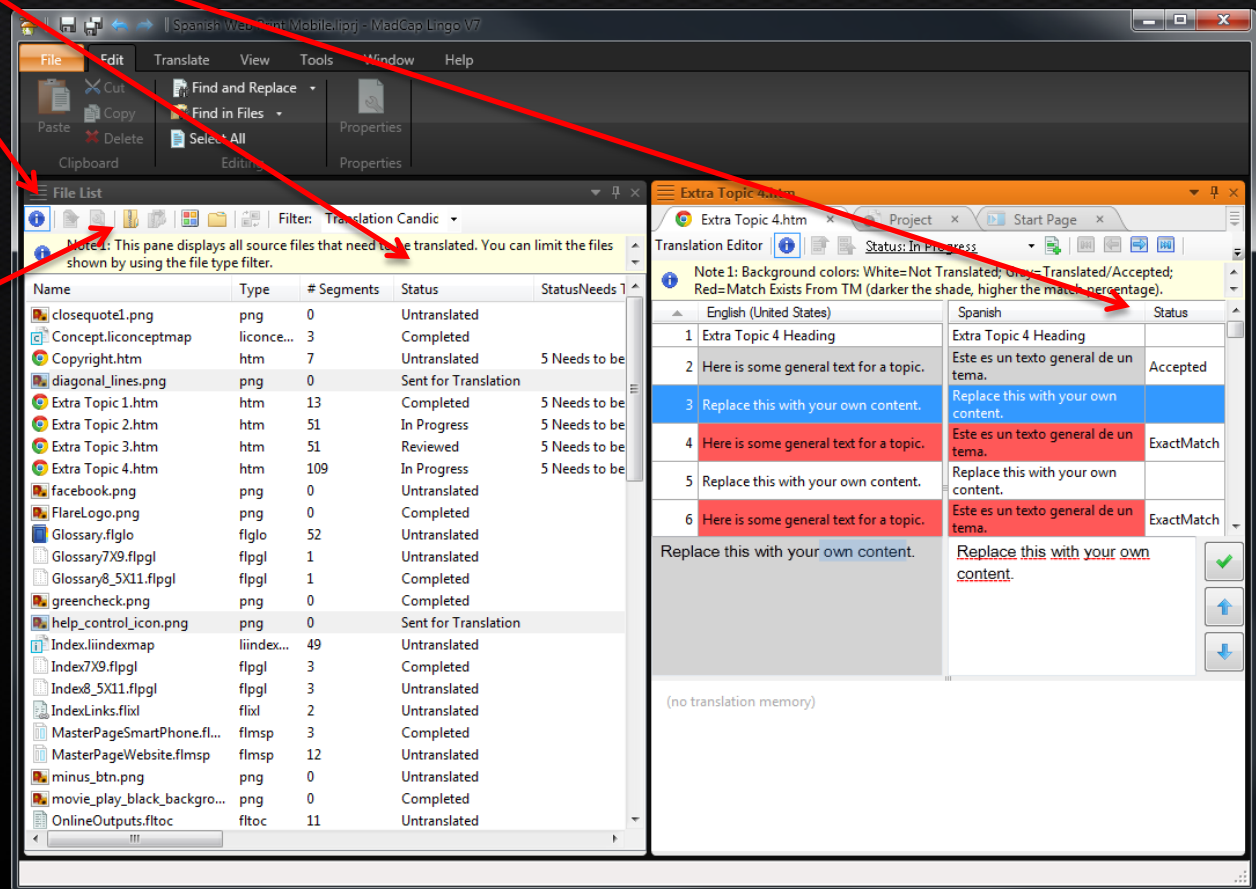 Spanish Web Print Mobile.liprj - MadCap Lingo V7
File Edit Translate View Tools Window Help
Paste
Cut
Copy
Delete
Clipboard
Find and Replace
Find in Files
Select All
Editing
Properties
Properties
File List
Filter: Translation Candic
Note 1: This pane displays all source files that need to be translated. You can limit the files
shown by using the file type filter.
Name Type # Segments Status StatusNeeds T
closequote1.png png 0 Untranslated
Concept.liconceptmap liconce... 3 Completed
Copyright.htm htm 7 Untranslated 5 Needs to be
diagonal_lines.png png 0 Sent for Translation
Extra Topic 1.htm htm 13 Completed 5 Needs to be
Extra Topic 2.htm htm 51 In Progress 5 Needs to be
Extra Topic 3.htm htm 51 Reviewed 5 Needs to be
Extra Topic 4.htm htm 109 In Progress 5 Needs to be
facebook.png png 0 Untranslated
FlareLogo.png png 0 Completed
Glossary.flglo flglo 52 Untranslated
Glossary7X9.flpgl flpgl 1 Untranslated
Glossary8_5X11.flpgl flpgl 1 Completed
greencheck.png png 0 Completed
help_control_icon.png png 0 Sent for Translation
Index.liindexmap liindex... 49 Untranslated
Index7X9.flpgl flpgl 3 Completed
Index8_5X11.flpgl flpgl 3 Untranslated
IndexLinks.flixl flixl 2 Untranslated
MasterPageSmartPhone.fl... flmsp 3 Completed
MasterPageWebsite.flmsp flmsp 12 Untranslated
minus_btn.png png 0 Untranslated
movie_play_black_backgro... png 0 Completed
OnlineOutputs.fltoc fltoc 11 Untranslated
Extra Topic 4.htm
Extra Topic 4.htm Project Start Page
Translation Editor Status: In Progress
Note 1: Background colors: White=Not Translated; Gray=Translated/Accepted;
Red=Match Exists From TM (darker the shade, higher the match percentage).
English (United States) Spanish Status
1 Extra Topic 4 Heading Extra Topic 4 Heading
2 Here is some general text for a topic. Este es un texto general de un
tema. Accepted
3 Replace this with your own content. Replace this with your own
content.
4 Here is some general text for a topic. Este es un texto general de un
tema. ExactMatch
5 Replace this with your own content. Replace this with your own
content.
6 Here is some general text for a topic. Este es un texto general de un
tema. ExactMatch
Replace this with your own content.
Replace this with your own
content.
(no translation memory)